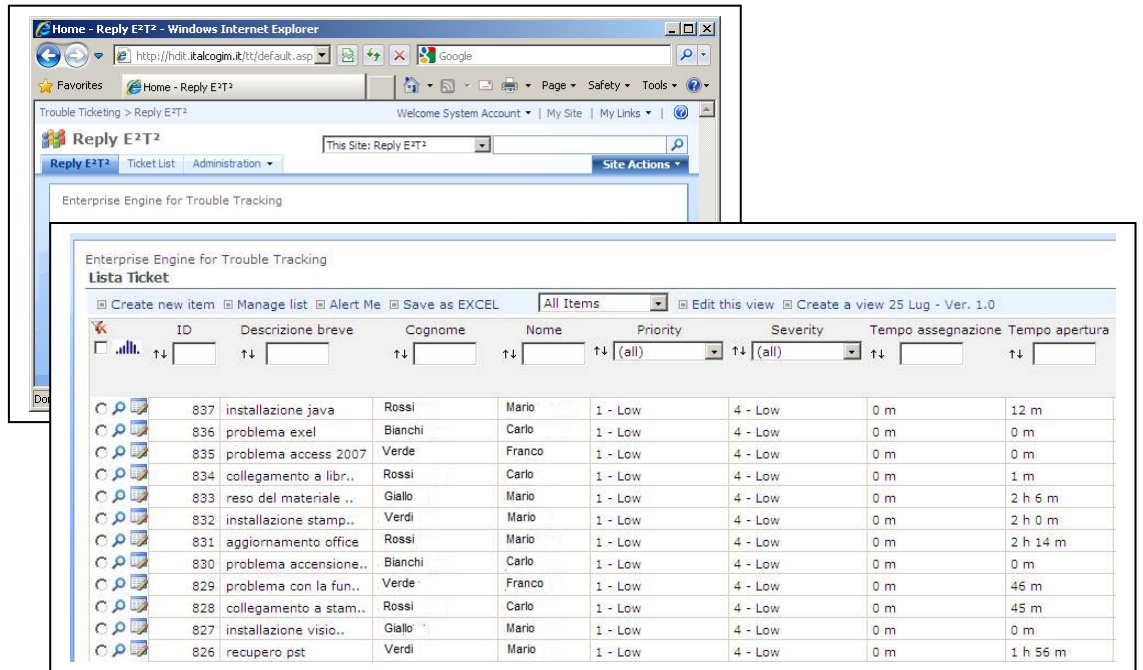 Home - Reply E²T² - Windows Internet Explorer
http://hdit.italcogim.it/tt/default.asp
Google
Favorites
Home - Reply E²T²
Page
Safety
Tools
Trouble Ticketing > Reply E²T²
Welcome System Account
| My Site | My Links |
Reply E²T²
This Site: Reply E²T²
Reply E²T² Ticket List Administration
Site Actions
Enterprise Engine for Trouble Tracking
Enterprise Engine for Trouble Tracking
Lista Ticket
Create new item Manage list Alert Me Save as EXCEL All Items Edit this view Create a view 25 Lug - Ver. 1.0
ID Descrizione breve Cognome Nome Priority Severity Tempo assegnazione Tempo apertura
(all) (all)
837 installazione java Rossi Mario 1 - Low 4 - Low 0 m 12 m
836 problema exel Bianchi Carlo 1 - Low 4 - Low 0 m 0 m
835 problema access 2007 Verde Franco 1 - Low 4 - Low 0 m 0 m
834 collegamento a libr.. Rossi Carlo 1 - Low 4 - Low 0 m 1 m
833 reso del materiale .. Giallo Mario 1 - Low 4 - Low 0 m 2 h 6 m
832 installazione stamp.. Verdi Mario 1 - Low 4 - Low 0 m 2 h 0 m
831 aggiornamento office Rossi Mario 1 - Low 4 - Low 0 m 2 h 14 m
830 problema accensione.. Bianchi Carlo 1 - Low 4 - Low 0 m 0 m
829 problema con la fun.. Verde Franco 1 - Low 4 - Low 0 m 46 m
828 collegamento a stam.. Rossi Carlo 1 - Low 4 - Low 0 m 45 m
827 installazione visio.. Giallo Mario 1 - Low 4 - Low 0 m 0 m
826 recupero pst Verdi Mario 1 - Low 4 - Low 0 m 1 h 56 m